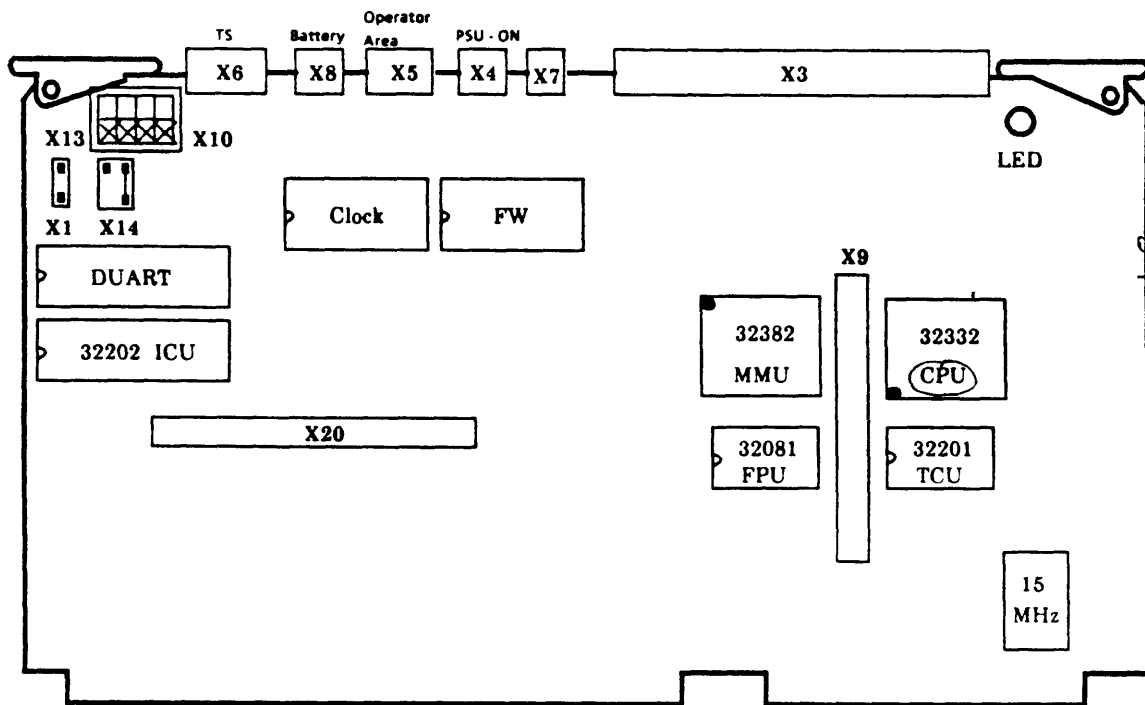 TS
Battery
Operator
Area
PSU - ON
X6
X8
X5
X4
X7
X3
X13
X10
LED
X1
X14
Clock
FW
DUART
32202 ICU
X9
32382
MMU
32332
CPU
X20
32081
FPU
32201
TCU
15
MHz